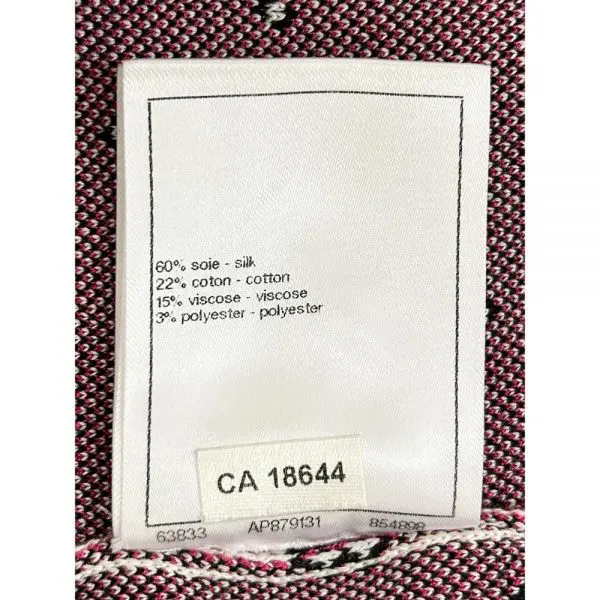 60% soie - silk
22% coton - cotton
15% viscose - viscose
3% polyester - polyester
CA 18644
63833 AP879131 854898